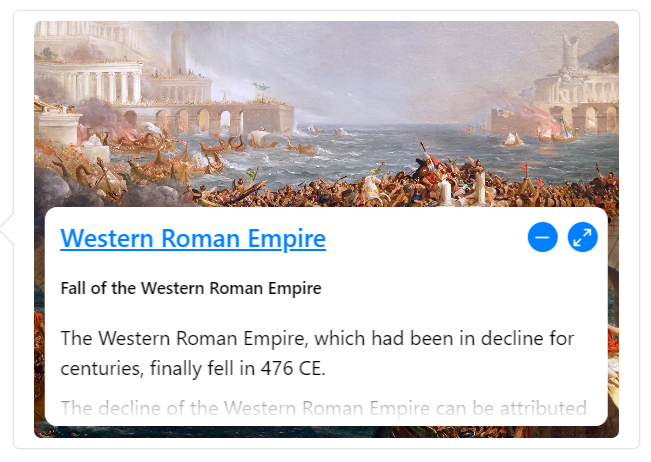 Western Roman Empire
Fall of the Western Roman Empire
The Western Roman Empire, which had been in decline for
centuries, finally fell in 476 CE.
The decline of the Western Roman Empire can be attributed